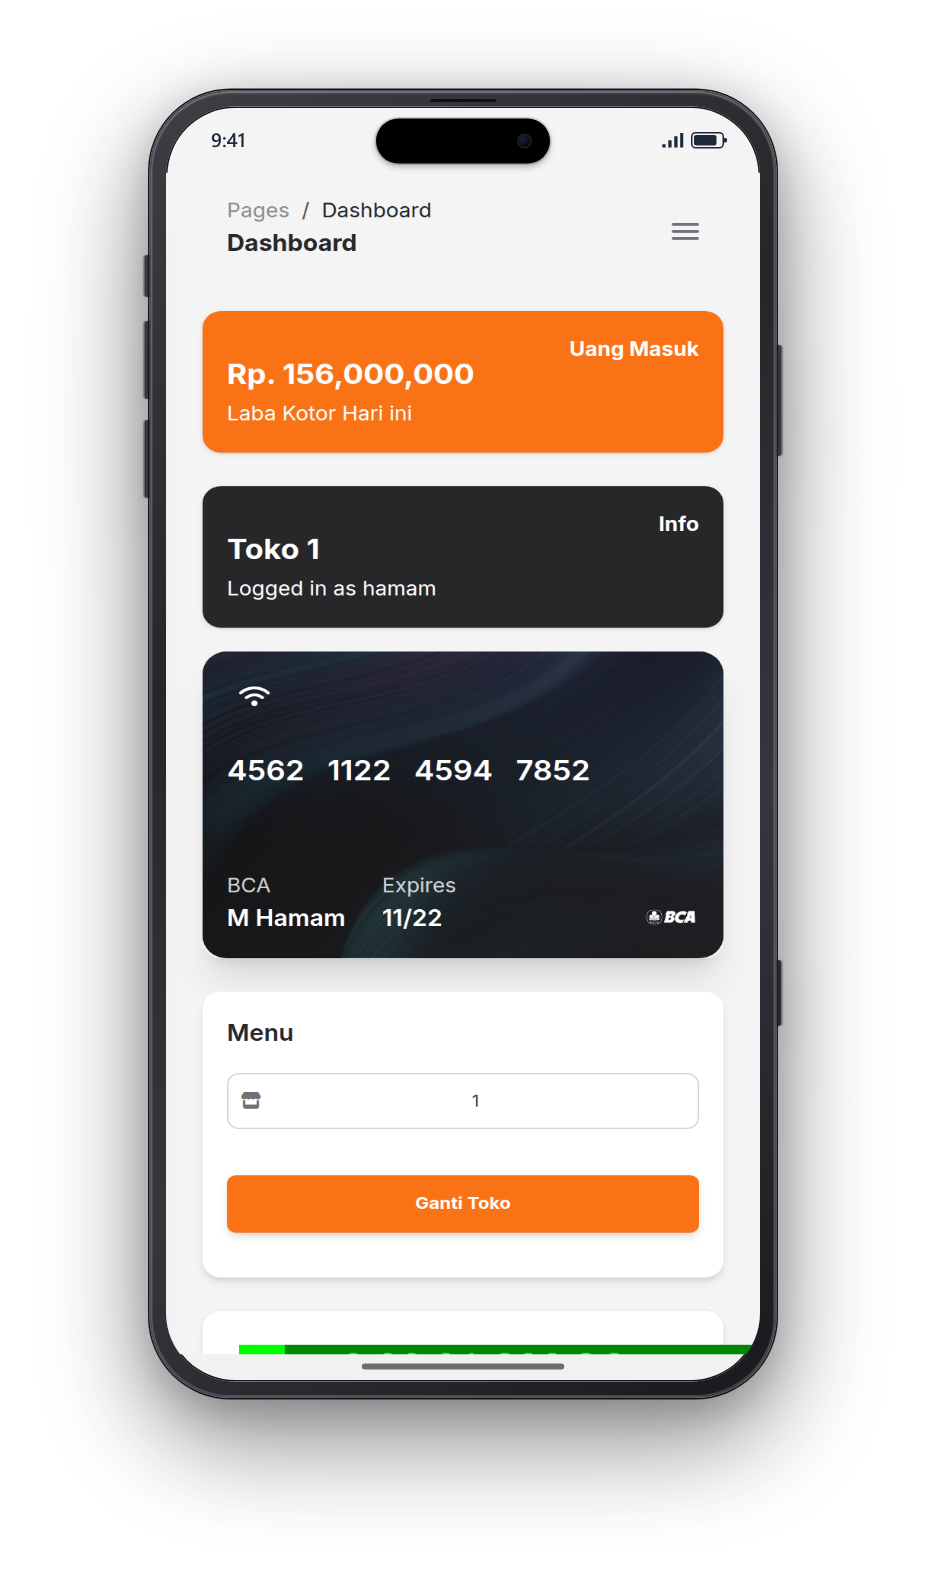 9:41
Pages / Dashboard
Dashboard
Uang Masuk
Rp. 156,000,000
Laba Kotor Hari ini
Info
Toko 1
Logged in as hamam
4562 1122 4594 7852
BCA Expires
M Hamam 11/22
BCA
Menu
1
Ganti Toko